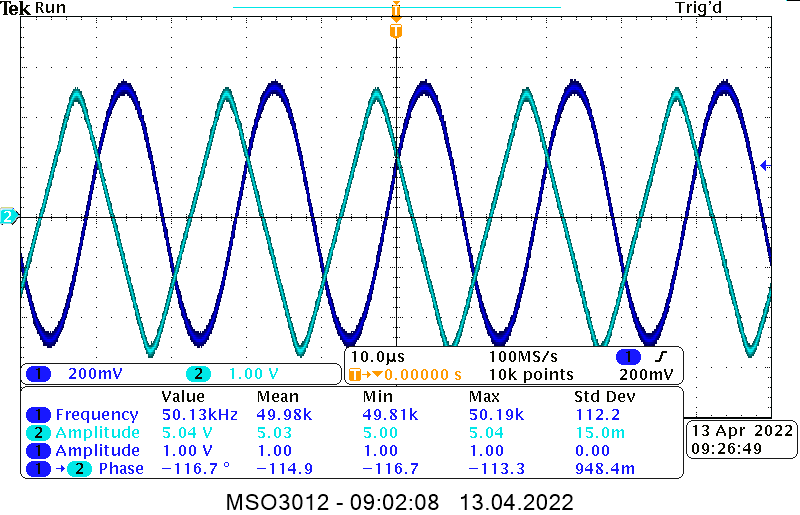 Tek Run Trig'd
T
T
2
1 200mV 2 1.00 V
10.0µs 100MS/s 1
T→▼0.00000 s 10k points 200mV
Value Mean Min Max Std Dev
1 Frequency 50.13kHz 49.98k 49.81k 50.19k 112.2
2 Amplitude 5.04 V 5.03 5.00 5.04 15.0m
1 Amplitude 1.00 V 1.00 1.00 1.00 0.00
1 → 2 Phase −116.7 ° −114.9 −116.7 −113.3 948.4m
13 Apr 2022
09:26:49
MSO3012 - 09:02:08 13.04.2022